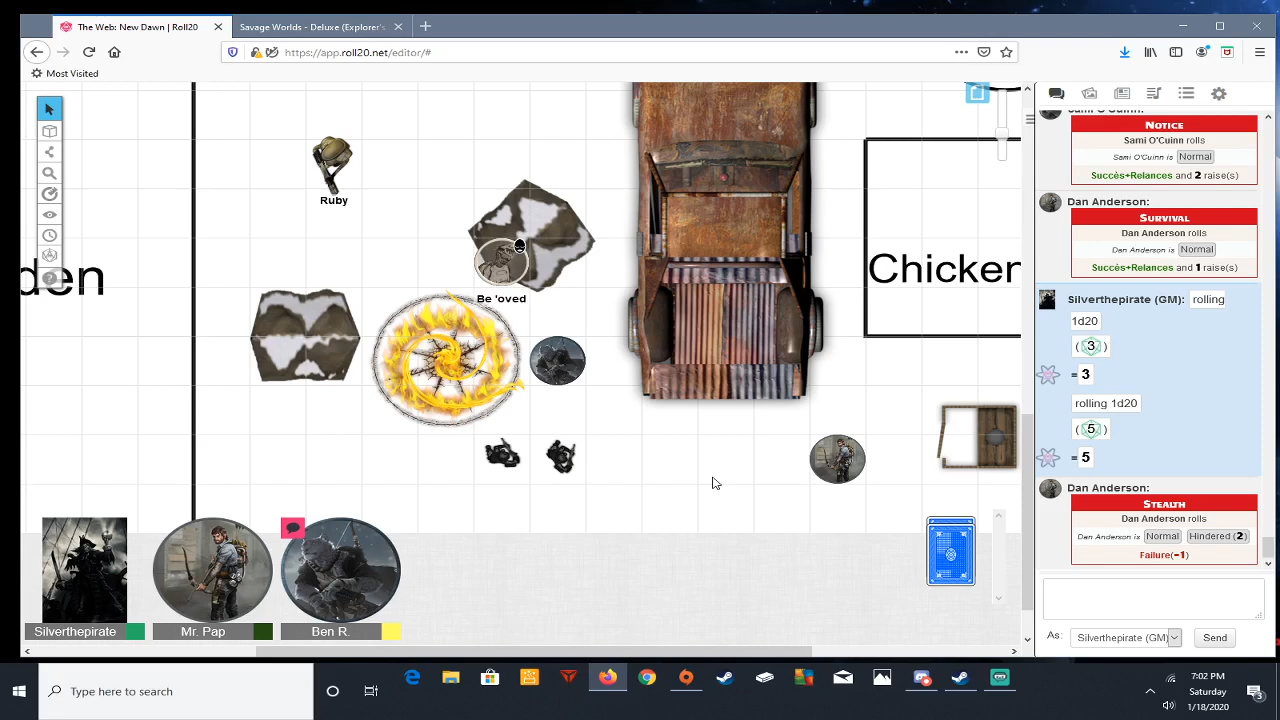 The Web: New Dawn | Roll20
Savage Worlds - Deluxe (Explorer's
https://app.roll20.net/editor/#
Most Visited
Ruby
Be 'oved
den
Chicken
Sami O'Cuinn:
Notice
Sami O'Cuinn rolls
Sami O'Cuinn is Normal
Succès+Relances and 2 raise(s)
Dan Anderson:
Survival
Dan Anderson rolls
Dan Anderson is Normal
Succès+Relances and 1 raise(s)
Silverthepirate (GM): rolling
1d20
(3)
= 3
rolling 1d20
(5)
= 5
Dan Anderson:
Stealth
Dan Anderson rolls
Dan Anderson is Normal Hindered (2)
Failure(-1)
As: Silverthepirate (GM) Send
Silverthepirate
Mr. Pap
Ben R.
Type here to search
7:02 PM
Saturday
1/18/2020
3